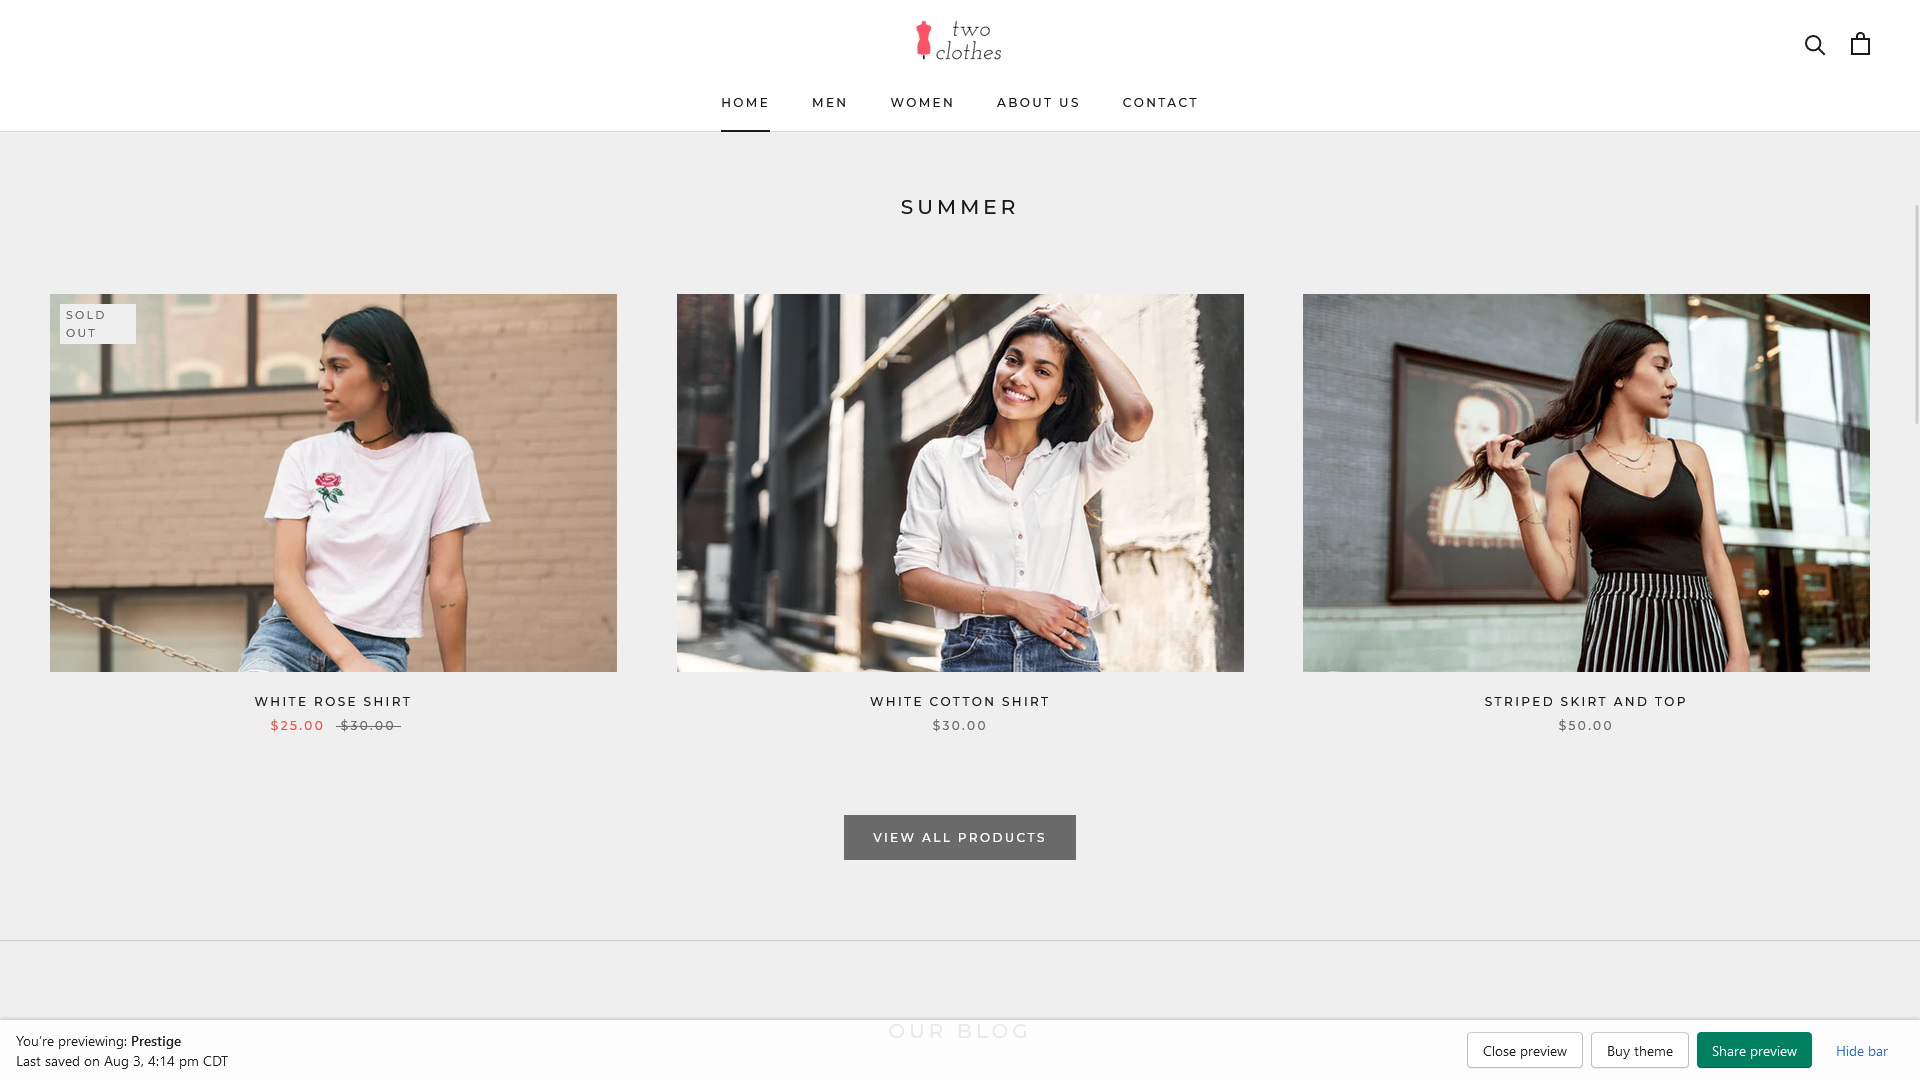 two
clothes
HOME MEN WOMEN ABOUT US CONTACT
SUMMER
SOLD
OUT
WHITE ROSE SHIRT
$25.00 $30.00
WHITE COTTON SHIRT
$30.00
STRIPED SKIRT AND TOP
$50.00
VIEW ALL PRODUCTS
OUR BLOG
You're previewing: Prestige
Last saved on Aug 3, 4:14 pm CDT
Close preview
Buy theme
Share preview
Hide bar